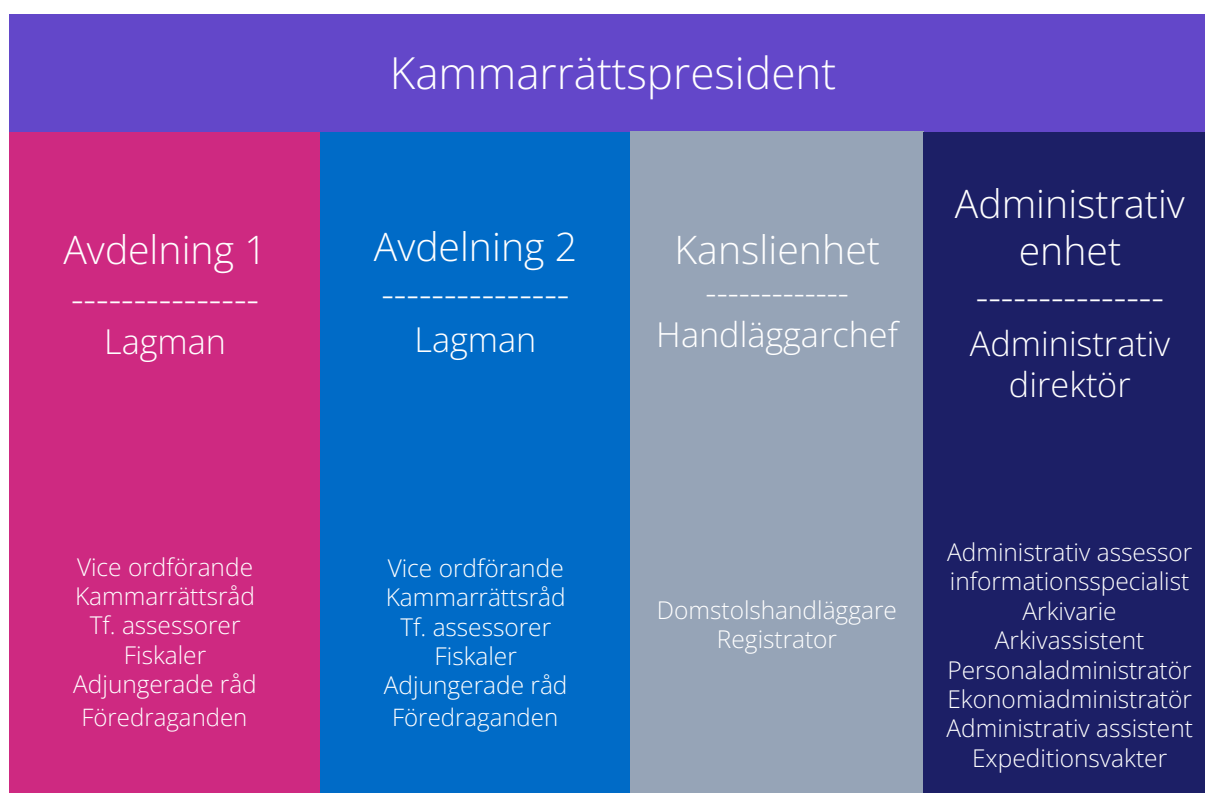 Kammarrättspresident
Avdelning 1
---------------
Lagman
Vice ordförande
Kammarrättsråd
Tf. assessorer
Fiskaler
Adjungerade råd
Föredraganden
Avdelning 2
---------------
Lagman
Vice ordförande
Kammarrättsråd
Tf. assessorer
Fiskaler
Adjungerade råd
Föredraganden
Kanslienhet
-------------
Handläggarchef
Domstolshandläggare
Registrator
Administrativ
enhet
---------------
Administrativ
direktör
Administrativ assessor
informationsspecialist
Arkivarie
Arkivassistent
Personaladministratör
Ekonomiadministratör
Administrativ assistent
Expeditionsvakter